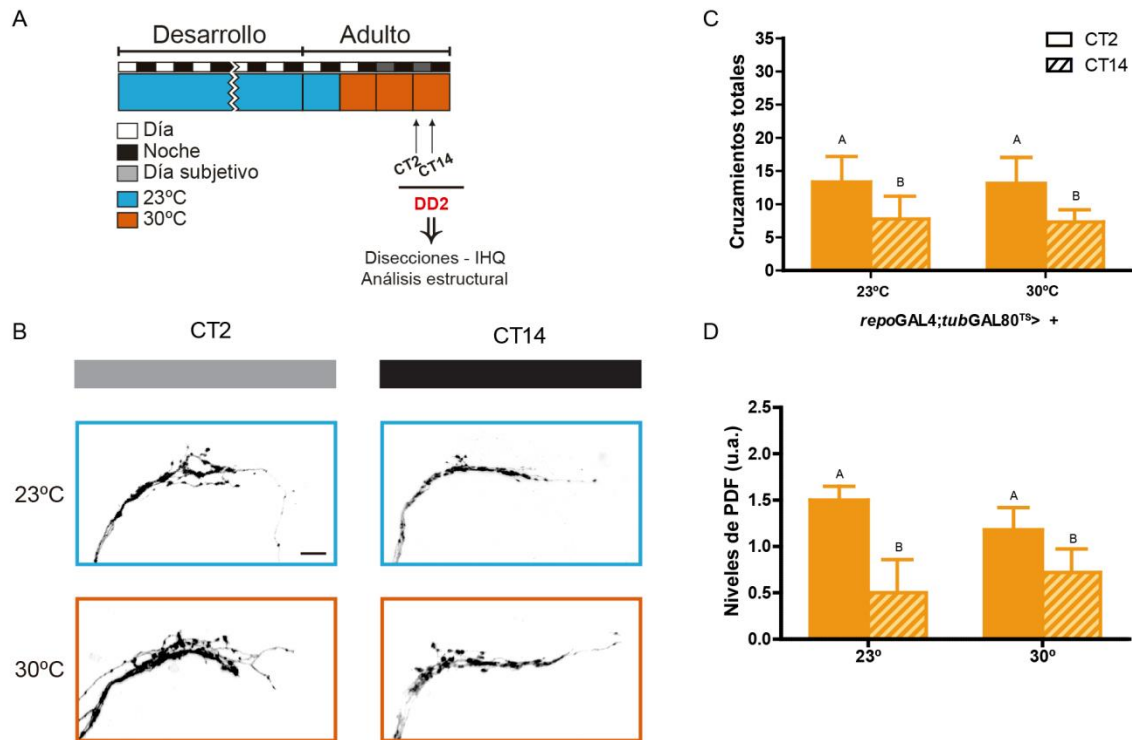 A
Desarrollo
Adulto
Día
Noche
Día subjetivo
23ºC
30ºC
CT2
CT14
DD2
Disecciones - IHQ
Análisis estructural
B
CT2
CT14
23ºC
30ºC
C
CT2
CT14
Cruzamientos totales
35
30
25
20
15
10
5
0
A
B
A
B
23ºC
30ºC
repoGAL4;tubGAL80TS> +
D
Niveles de PDF (u.a.)
2.5
2.0
1.5
1.0
0.5
0.0
A
B
A
B
23º
30º